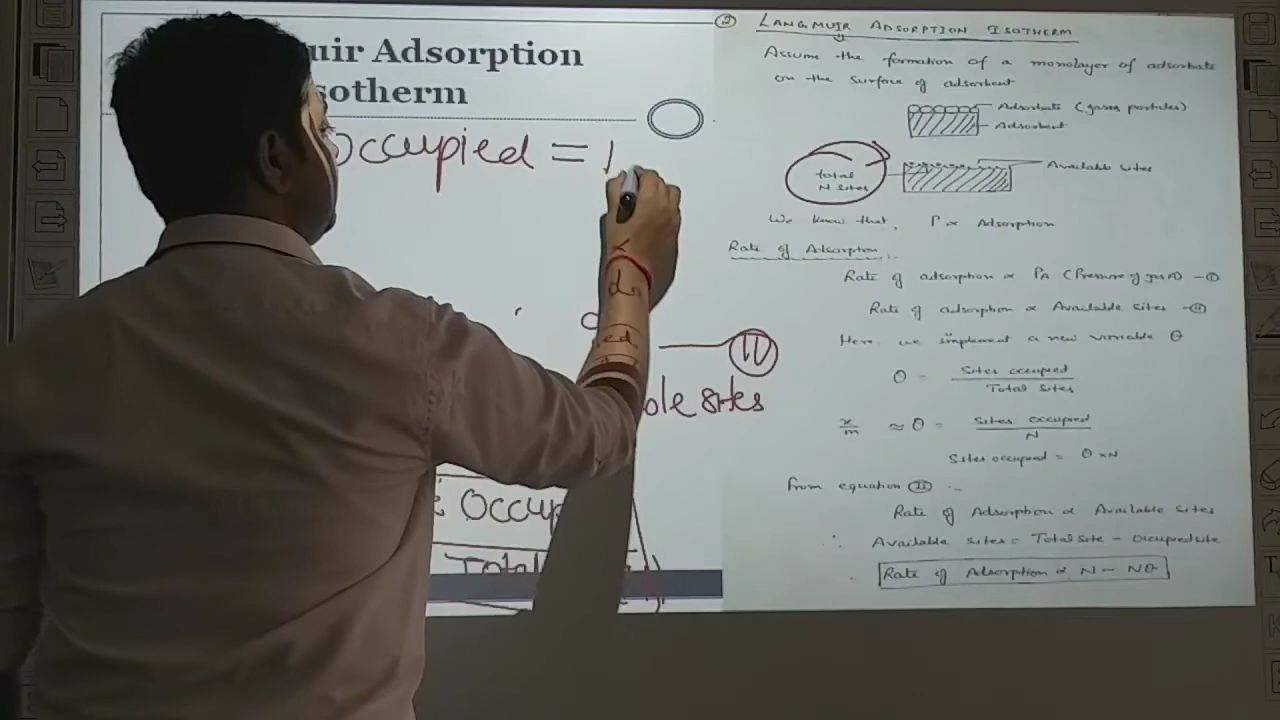 uir Adsorption
sotherm
Occupied =
ole sites
Occup
Total
② LANGMUIR ADSORPTION ISOTHERM
Assume the formation of a monolayer of adsorbate
on the surface of adsorbent
Adsorbate (gases particles)
Adsorbent
Available sites
total
N sites
We know that, P ∝ Adsorption
Rate of Adsorption
Rate of adsorption ∝ PA (Pressure of gas A) - ①
Rate of adsorption ∝ Available sites - ②
Here, we implement a new variable θ
θ = Sites occupied / Total sites
x/m ≈ θ = Sites occupied / N
Sites occupied = θ × N
From equation ② :-
Rate of Adsorption ∝ Available sites
∴ Available sites = Total site - occupied site
Rate of Adsorption ∝ N - Nθ